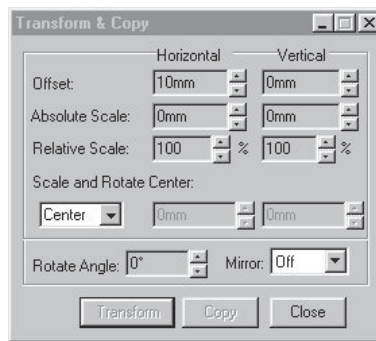 Transform & Copy
Horizontal Vertical
Offset: 10mm 0mm
Absolute Scale: 0mm 0mm
Relative Scale: 100 % 100 %
Scale and Rotate Center:
Center 0mm 0mm
Rotate Angle: 0° Mirror: Off
Transform Copy Close